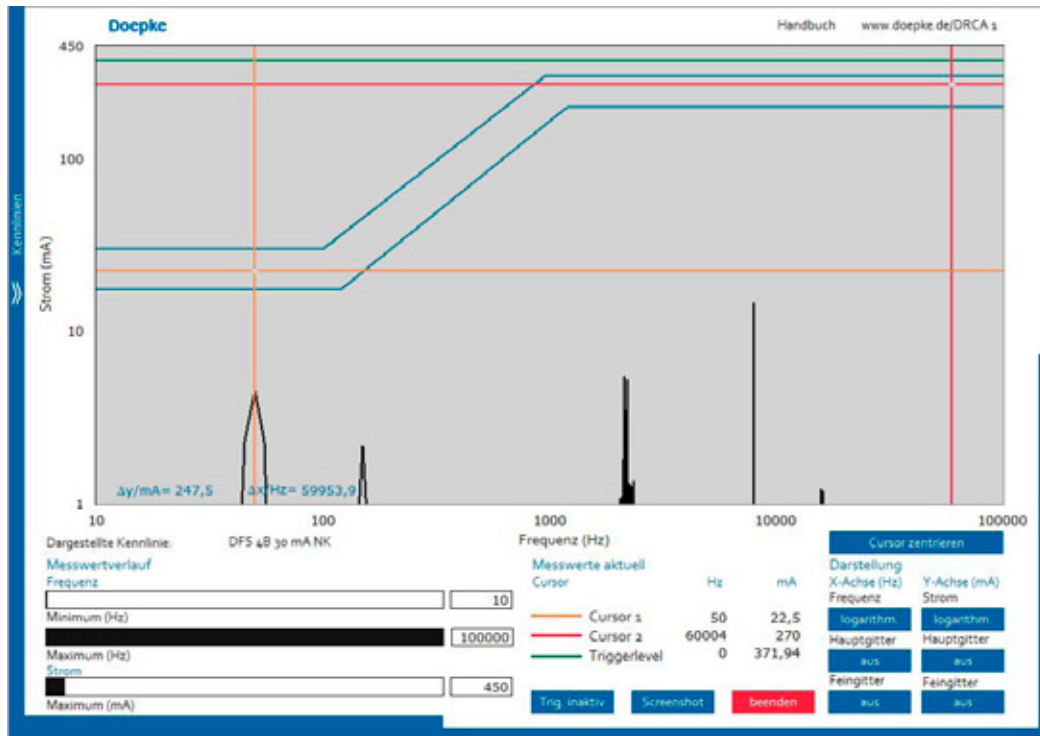 Doepke
Handbuch www.doepke.de/DRCA 1
450
100
10
1
Kennlinien
Strom (mA)
Δy/mA= 247,5 Δx/Hz= 59953,9
10 100 1000 10000 100000
Frequenz (Hz)
Dargestellte Kennlinie: DFS 4B 30 mA NK
Messwertverlauf
Frequenz
10
Minimum (Hz)
100000
Maximum (Hz)
Strom
450
Maximum (mA)
Messwerte aktuell
Cursor Hz mA
Cursor 1 50 22,5
Cursor 2 60004 270
Triggerlevel 0 371,94
Trig. inaktiv Screenshot beenden
Cursor zentrieren
Darstellung
X-Achse (Hz) Y-Achse (mA)
Frequenz Strom
logarithm. logarithm.
Hauptgitter Hauptgitter
aus aus
Feingitter Feingitter
aus aus